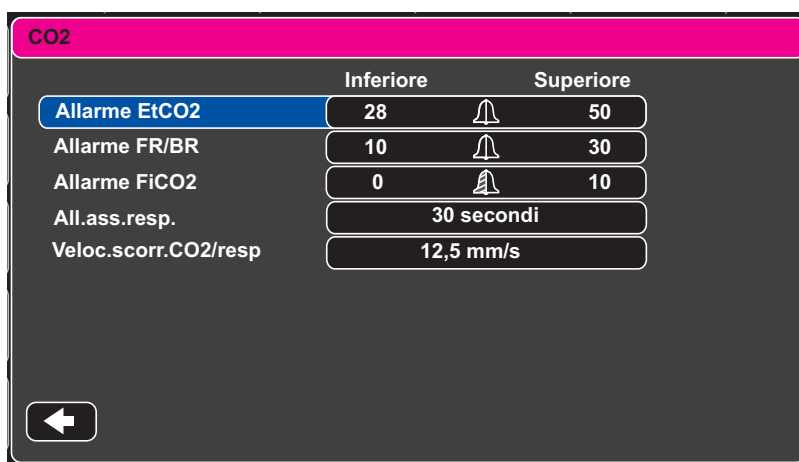 CO2
Inferiore Superiore
Allarme EtCO2 28 50
Allarme FR/BR 10 30
Allarme FiCO2 0 10
All.ass.resp. 30 secondi
Veloc.scorr.CO2/resp 12,5 mm/s